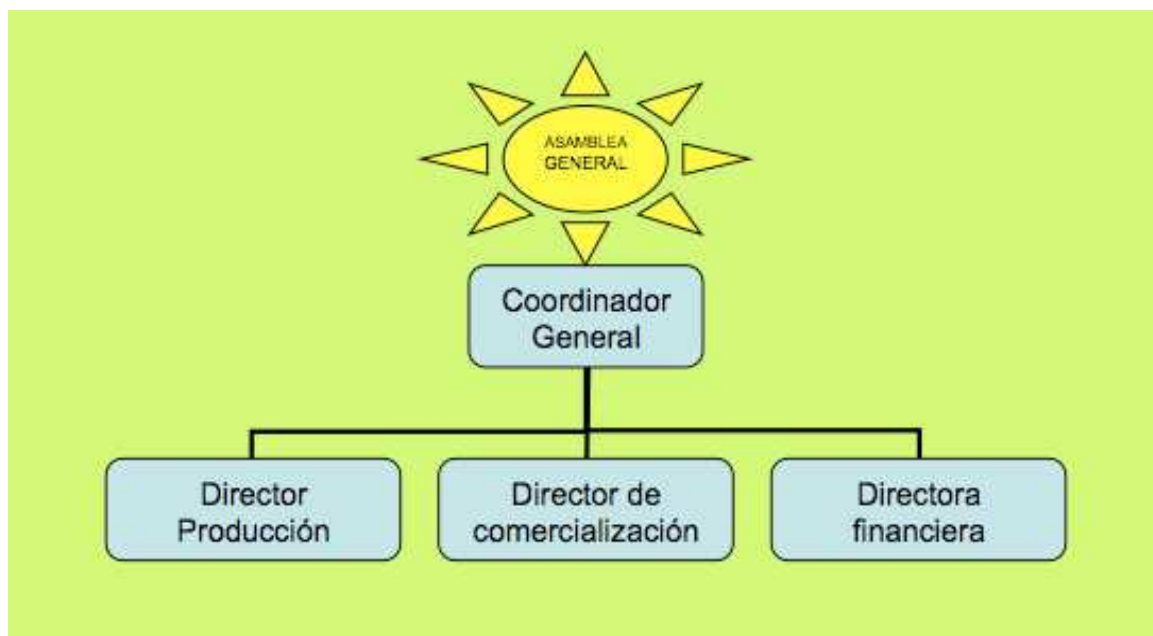 ASAMBLEA
GENERAL
Coordinador
General
Director
Producción
Director de
comercialización
Directora
financiera